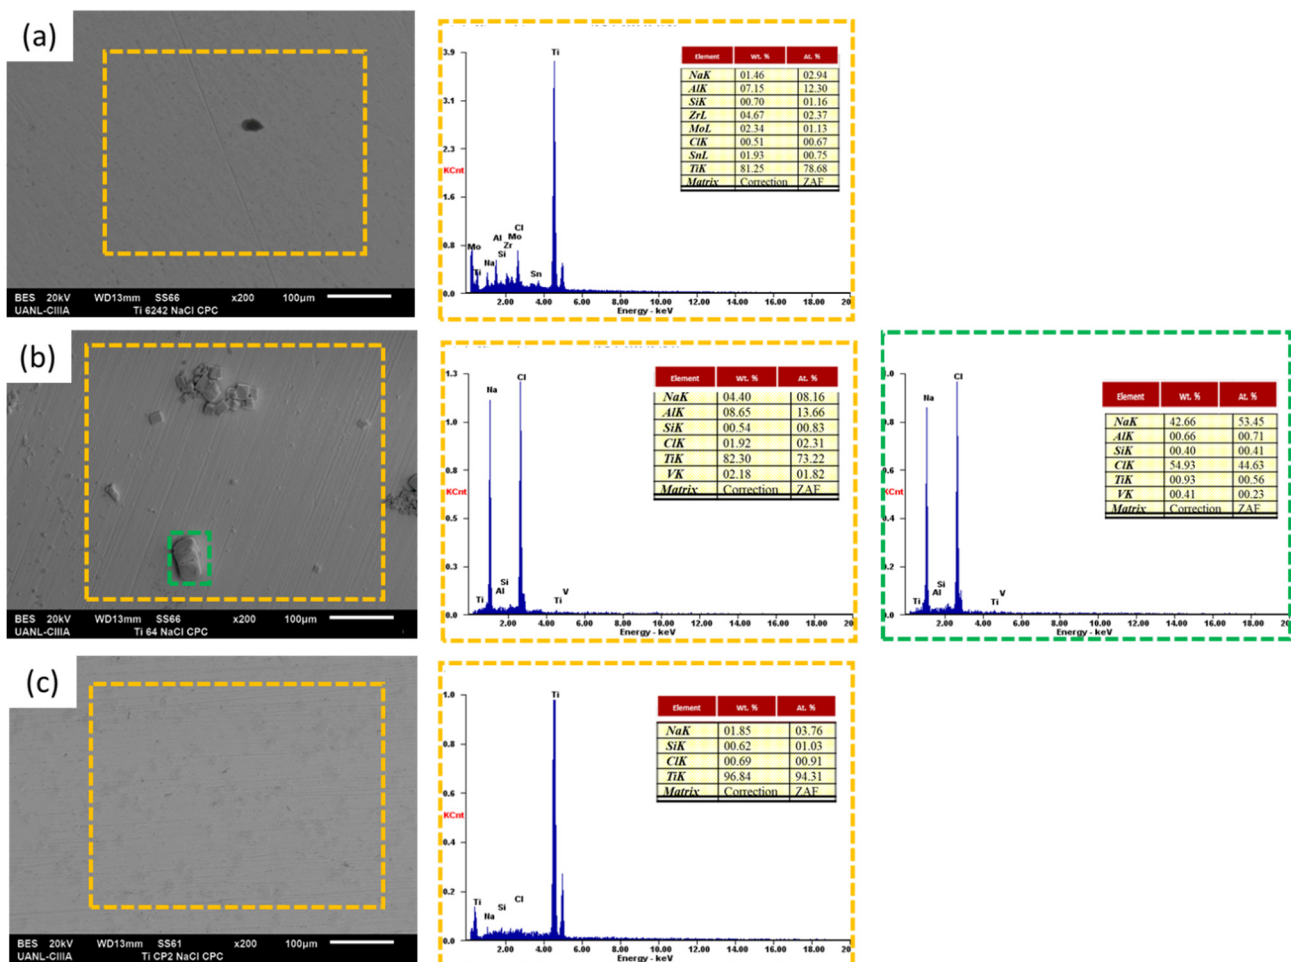 (a)
BES 20kV WD13mm SS66 x200 100µm
UANL-CIIIA Ti 6242 NaCl CPC
3.9
3.1
2.3
KCnt
1.6
0.8
0.0
Ti
Al
Cl
Mo
Zr
Mo
Si
Na
Ti
Sn
2.00 4.00 6.00 8.00 10.00 12.00 14.00 16.00 18.00 20
Energy - keV
Element Wt. % At. %
NaK 01.46 02.94
AlK 07.15 12.30
SiK 00.70 01.16
ZrL 04.67 02.37
MoL 02.34 01.13
ClK 00.51 00.67
SnL 01.93 00.75
TiK 81.25 78.68
Matrix Correction ZAF
(b)
BES 20kV WD13mm SS66 x200 100µm
UANL-CIIIA Ti 64 NaCl CPC
1.3
1.0
0.8
KCnt
0.5
0.3
0.0
Na
Cl
Si
Ti
Al
V
Ti
2.00 4.00 6.00 8.00 10.00 12.00 14.00 16.00 18.00 20
Energy - keV
Element Wt. % At. %
NaK 04.40 08.16
AlK 08.65 13.66
SiK 00.54 00.83
ClK 01.92 02.31
TiK 82.30 73.22
VK 02.18 01.82
Matrix Correction ZAF
.0
0.8
0.6
KCnt
0.4
0.2
0.0
Na
Cl
Si
Ti
Al
V
Ti
2.00 4.00 6.00 8.00 10.00 12.00 14.00 16.00 18.00 20
Energy - keV
Element Wt. % At. %
NaK 42.66 53.45
AlK 00.66 00.71
SiK 00.40 00.41
ClK 54.93 44.63
TiK 00.93 00.56
VK 00.41 00.23
Matrix Correction ZAF
(c)
BES 20kV WD13mm SS61 x200 100µm
UANL-CIIIA Ti CP2 NaCl CPC
1.0
0.8
0.6
KCnt
0.4
0.2
0.0
Ti
Ti
Na
Si
Cl
2.00 4.00 6.00 8.00 10.00 12.00 14.00 16.00 18.00 20
Energy - keV
Element Wt. % At. %
NaK 01.85 03.76
SiK 00.62 01.03
ClK 00.69 00.91
TiK 96.84 94.31
Matrix Correction ZAF